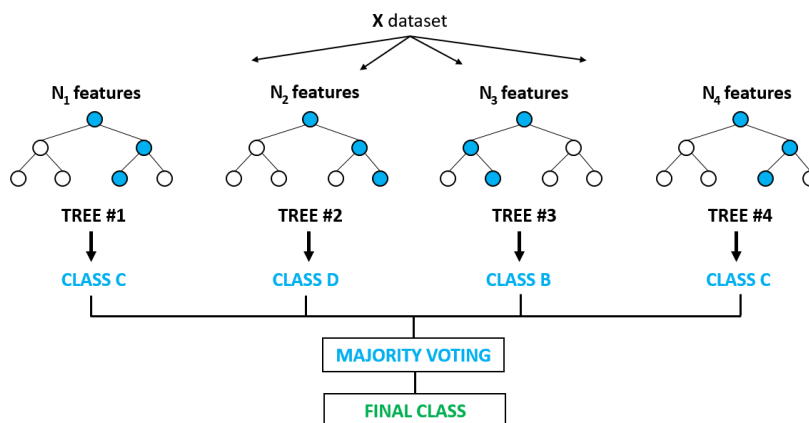 X dataset
N₁ features N₂ features N₃ features N₄ features
TREE #1 TREE #2 TREE #3 TREE #4
CLASS C CLASS D CLASS B CLASS C
MAJORITY VOTING
FINAL CLASS